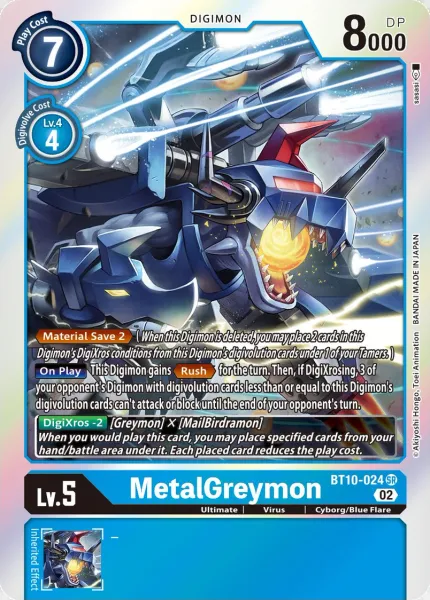 DIGIMON
Play Cost
7
8000
DP
Digivolve Cost
Lv.4
4
sasasi
Material Save 2 ( When this Digimon is deleted, you may place 2 cards in this
Digimon's DigiXros conditions from this Digimon's digivolution cards under 1 of your Tamers. )
On Play This Digimon gains Rush for the turn. Then, if DigiXrosing, 3 of
your opponent's Digimon with digivolution cards less than or equal to this Digimon's
digivolution cards can't attack or block until the end of your opponent's turn.
DigiXros -2 [Greymon] × [MailBirdramon]
When you would play this card, you may place specified cards from your
hand/battle area under it. Each placed card reduces the play cost.
© Akiyoshi Hongo, Toei Animation BANDAI MADE IN JAPAN
Lv.5
MetalGreymon
BT10-024 SR
02
Ultimate
Virus
Cyborg/Blue Flare
Inherited Effect
–